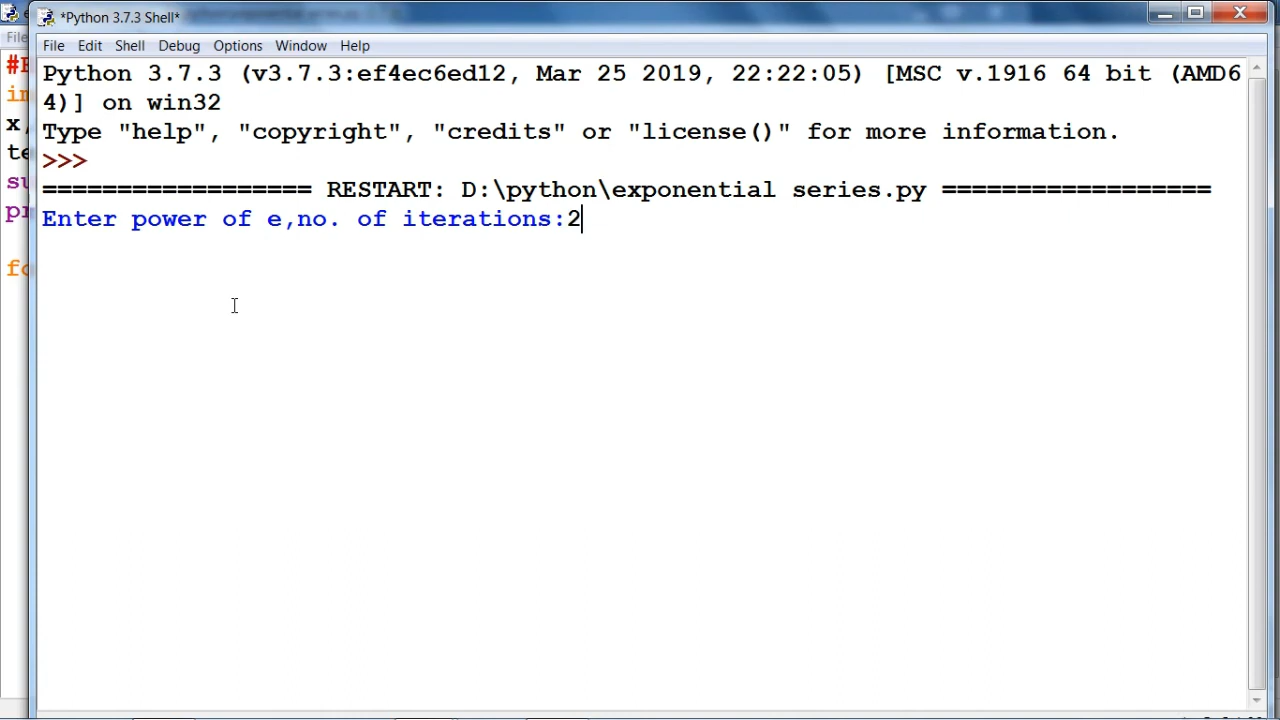 *Python 3.7.3 Shell*
File Edit Shell Debug Options Window Help
Python 3.7.3 (v3.7.3:ef4ec6ed12, Mar 25 2019, 22:22:05) [MSC v.1916 64 bit (AMD6
4)] on win32
Type "help", "copyright", "credits" or "license()" for more information.
>>>
================== RESTART: D:\python\exponential series.py ==================
Enter power of e,no. of iterations:2